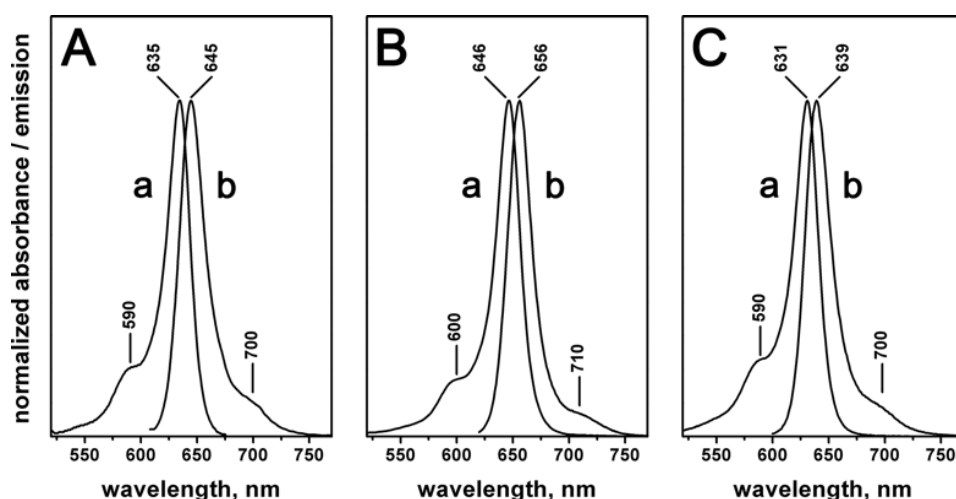 A
635
645
a
b
590
700
B
646
656
a
b
600
710
C
631
639
a
b
590
700
normalized absorbance / emission
550 600 650 700 750
550 600 650 700 750
550 600 650 700 750
wavelength, nm
wavelength, nm
wavelength, nm